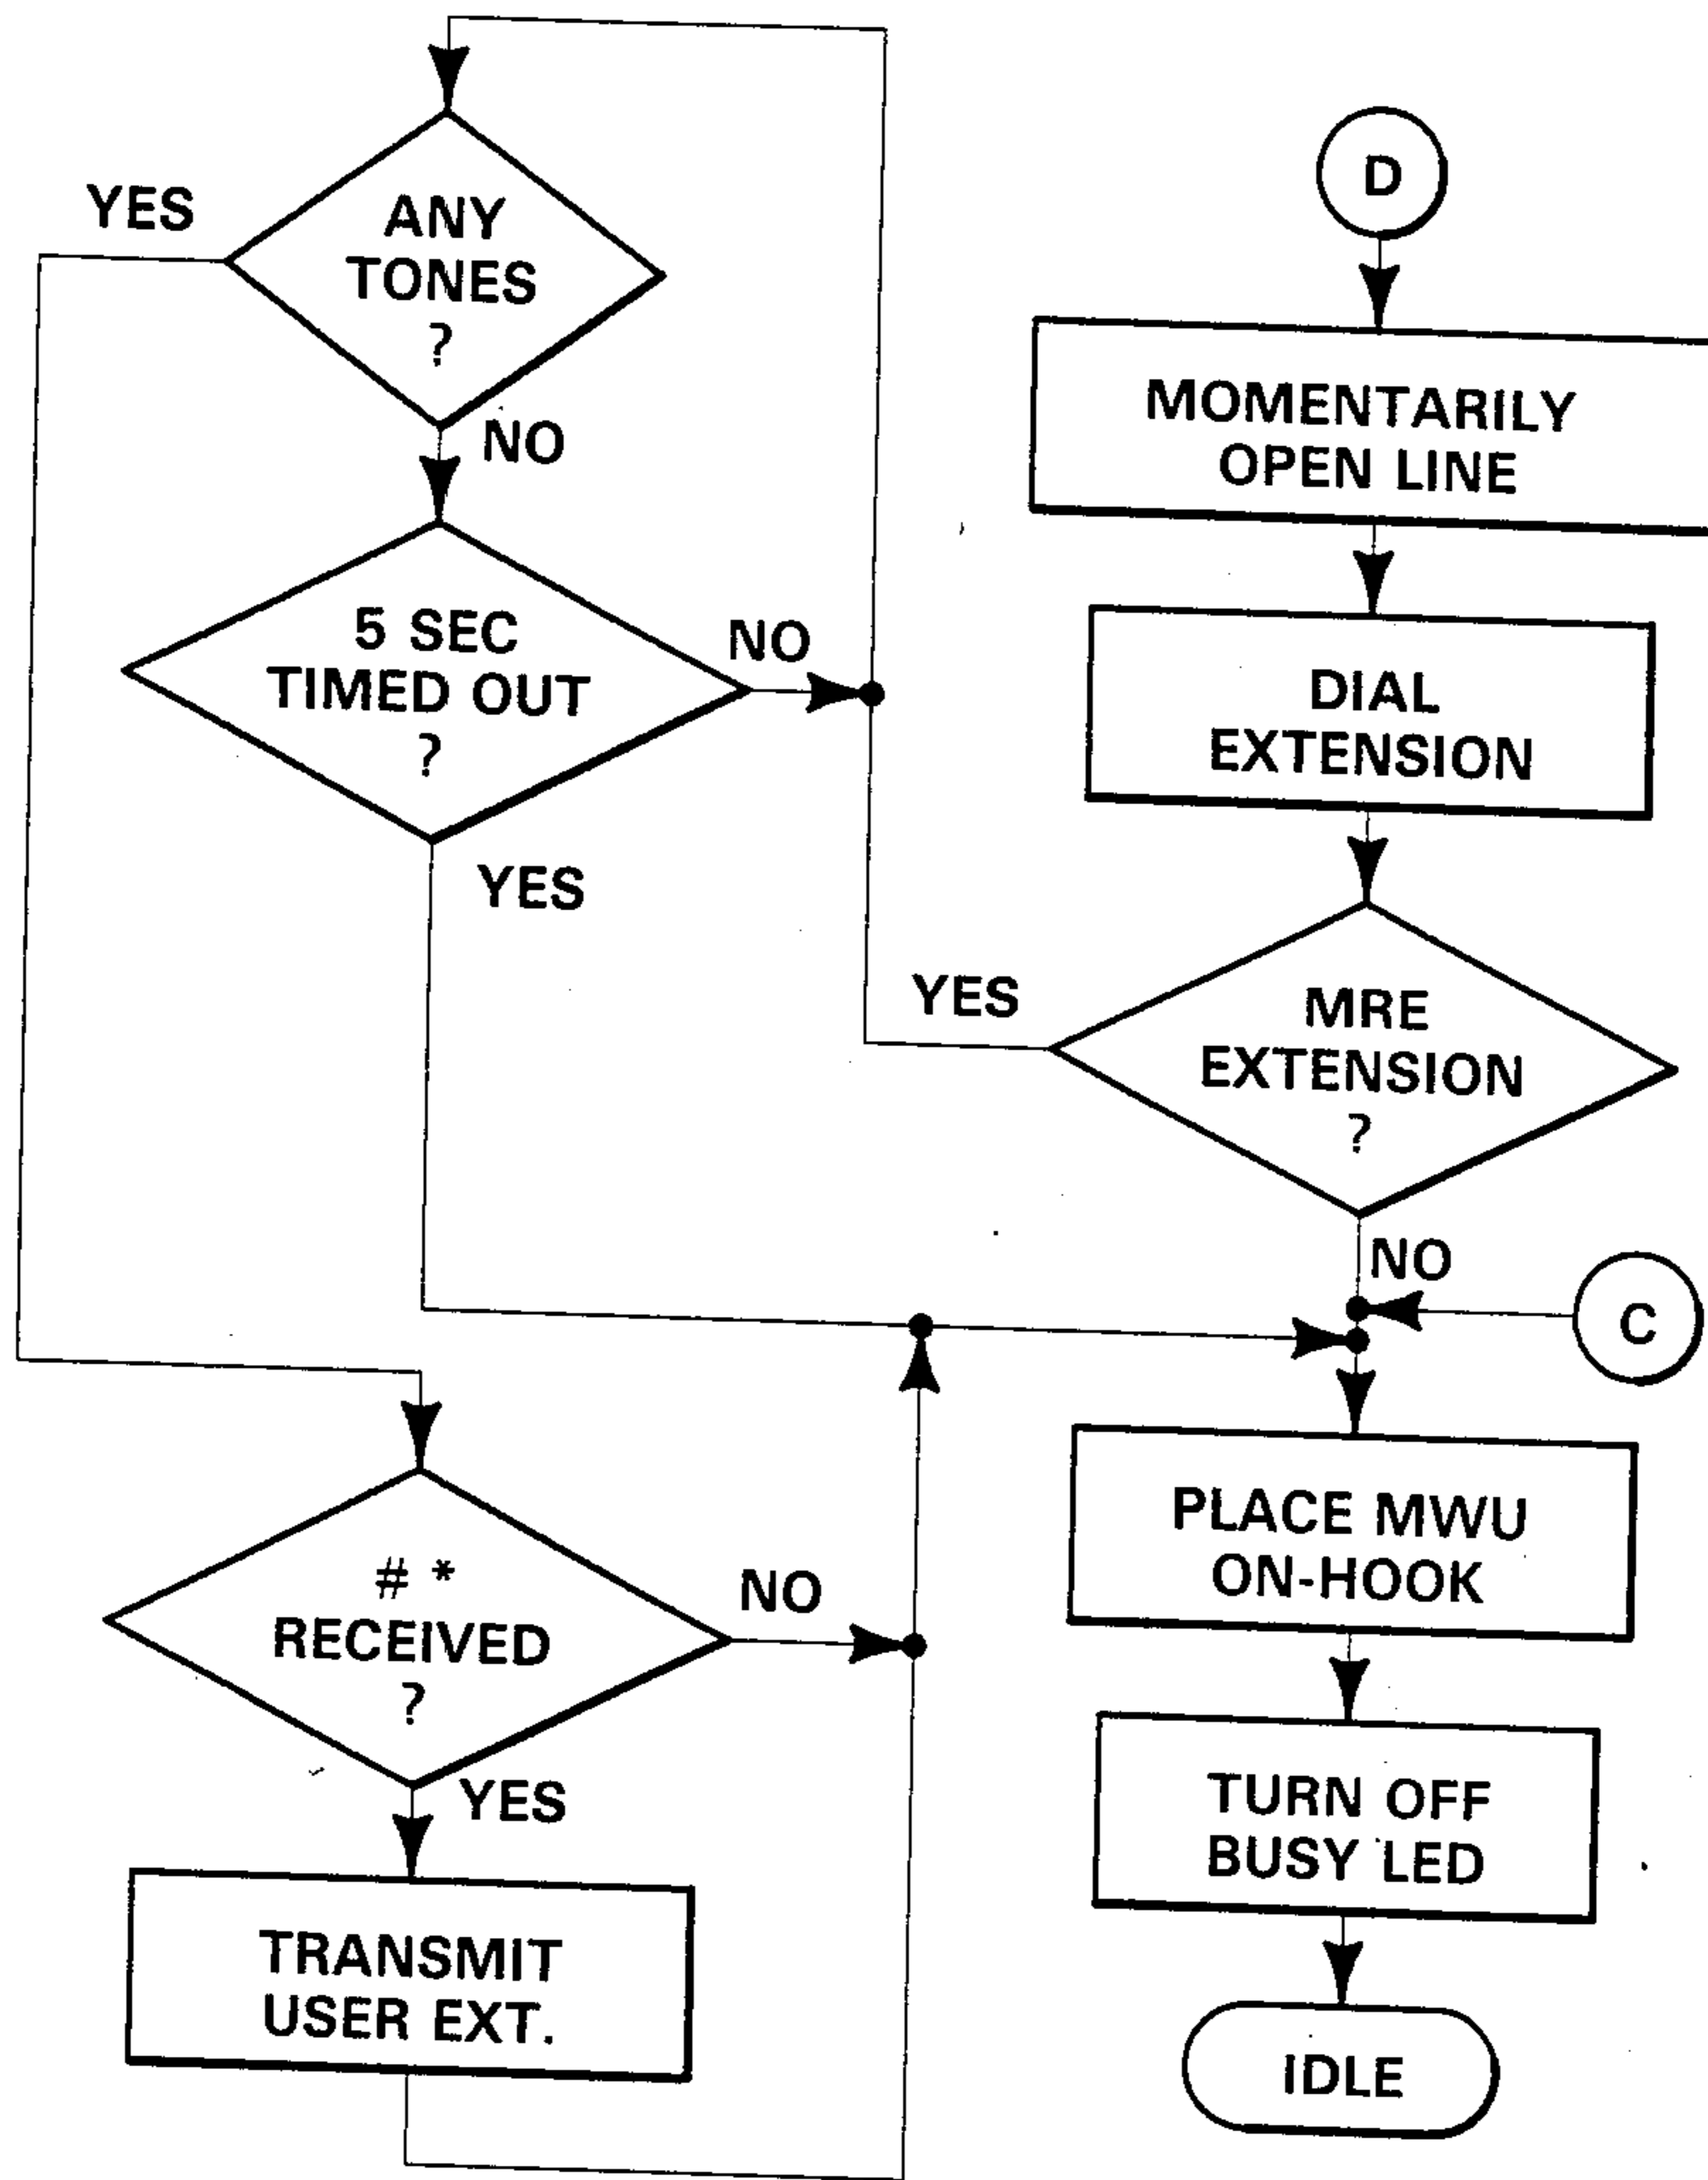 YES
ANY
TONES
?
NO
5 SEC
TIMED OUT
?
NO
YES
# *
RECEIVED
?
NO
YES
TRANSMIT
USER EXT.
D
MOMENTARILY
OPEN LINE
DIAL
EXTENSION
YES
MRE
EXTENSION
?
NO
C
PLACE MWU
ON-HOOK
TURN OFF
BUSY LED
IDLE